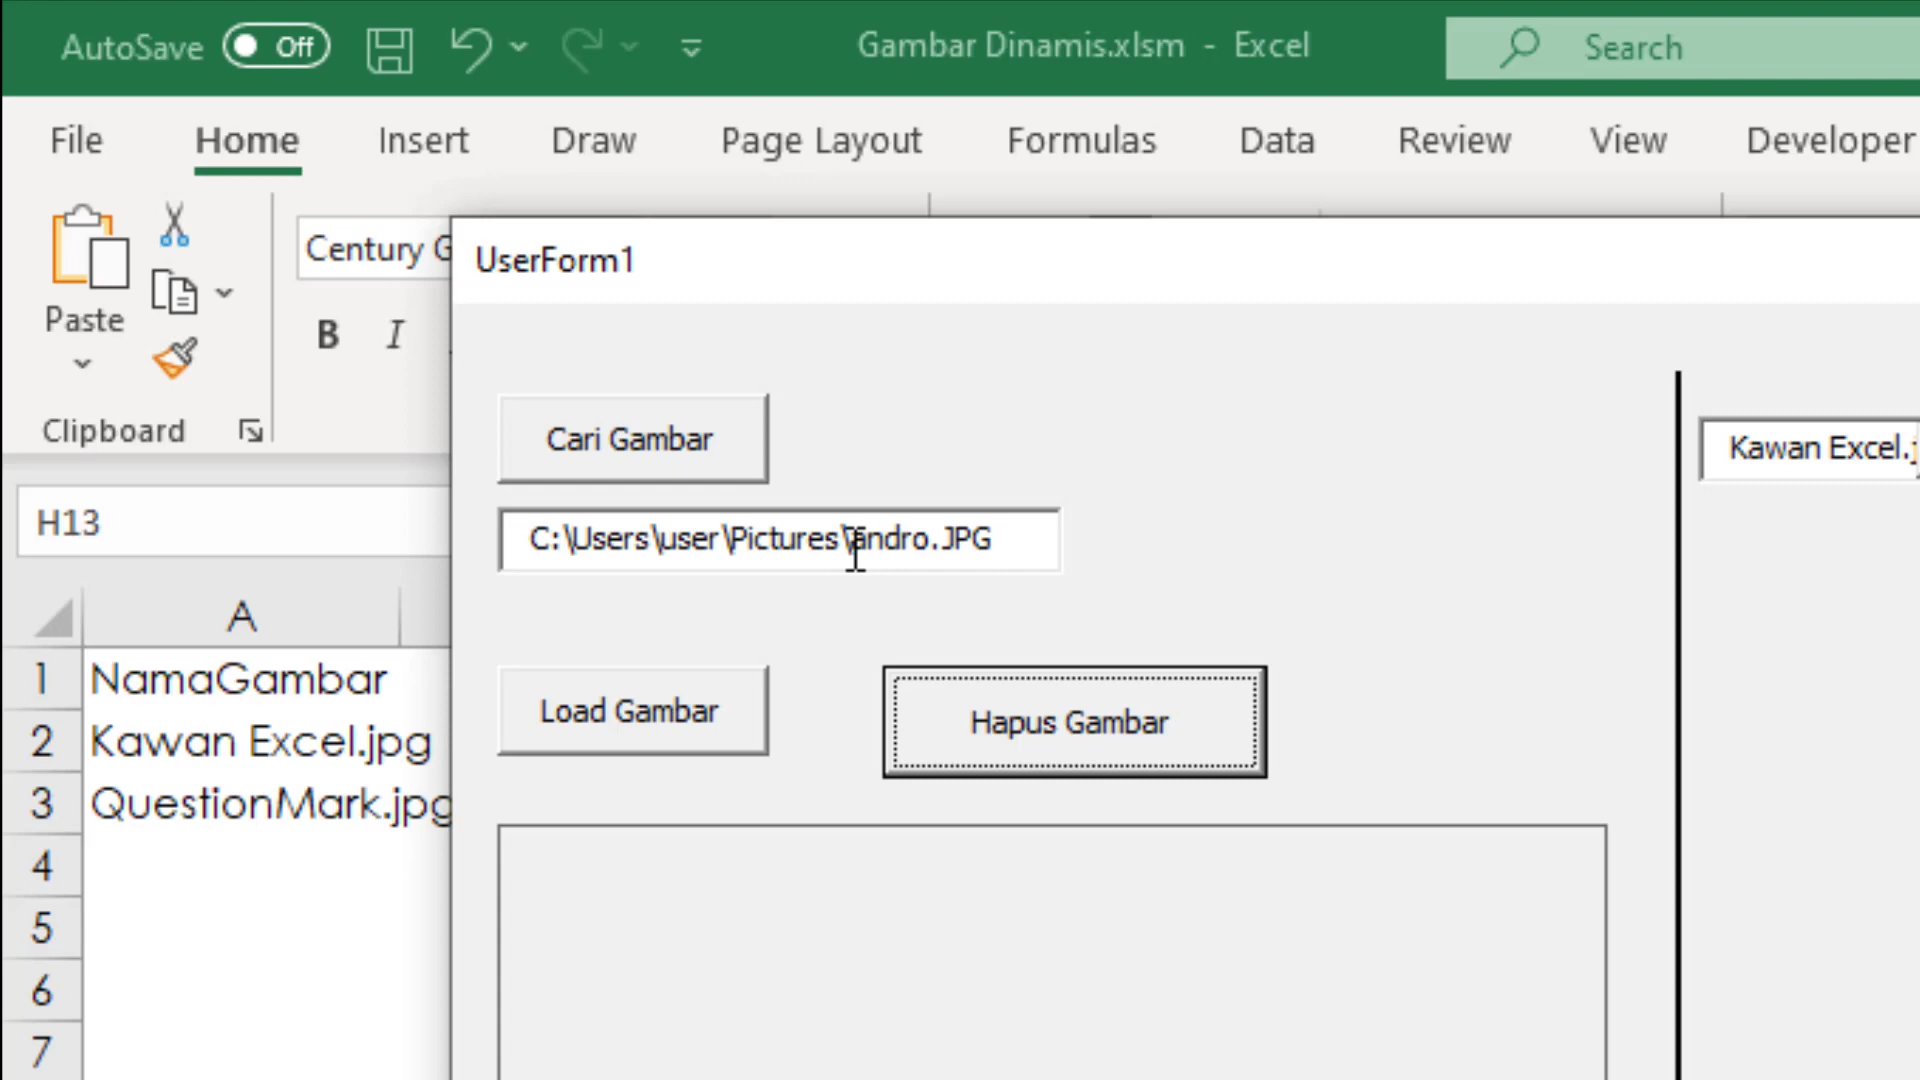 AutoSave Off Gambar Dinamis.xlsm - Excel Search
File Home Insert Draw Page Layout Formulas Data Review View Developer
Paste
Century
B I
Clipboard
UserForm1
Cari Gambar
Kawan Excel.
C:\Users\user\Pictures\andro.JPG
Load Gambar
Hapus Gambar
H13
A
1 NamaGambar
2 Kawan Excel.jpg
3 QuestionMark.jpg
4
5
6
7